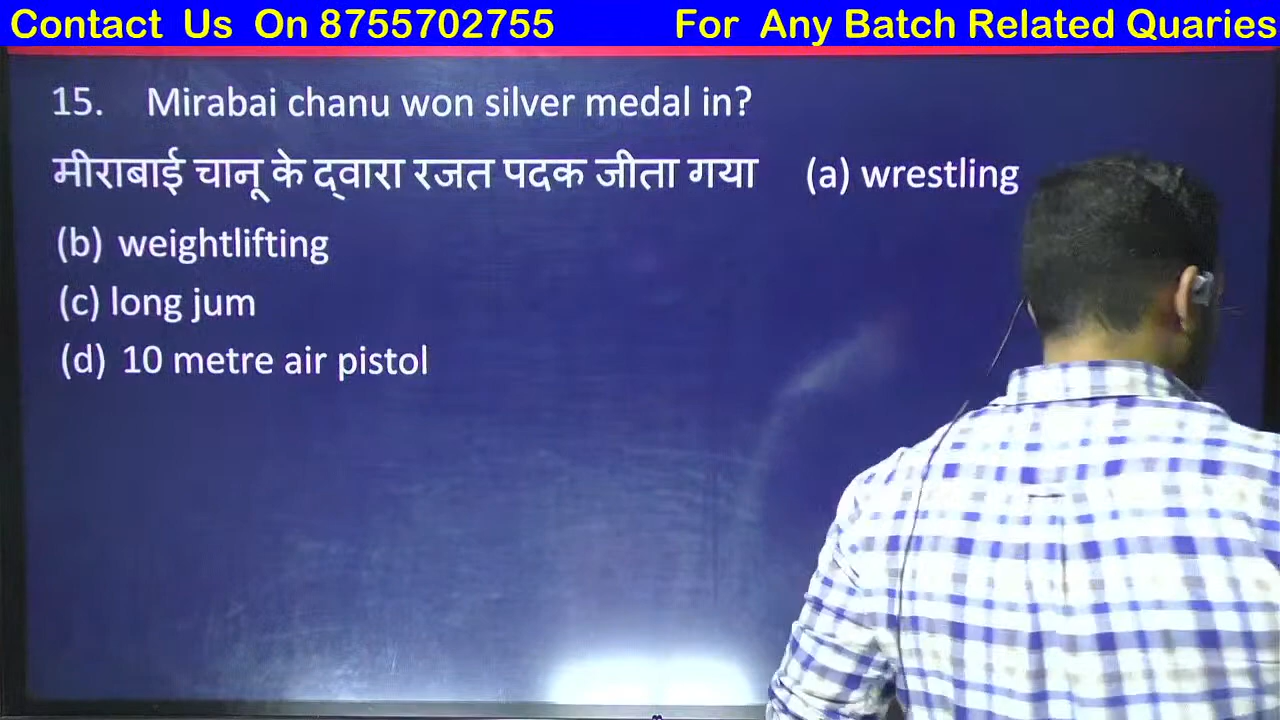 Contact Us On 8755702755 For Any Batch Related Quaries
15. Mirabai chanu won silver medal in?
मीराबाई चानू के द्वारा रजत पदक जीता गया (a) wrestling
(b) weightlifting
(c) long jum
(d) 10 metre air pistol